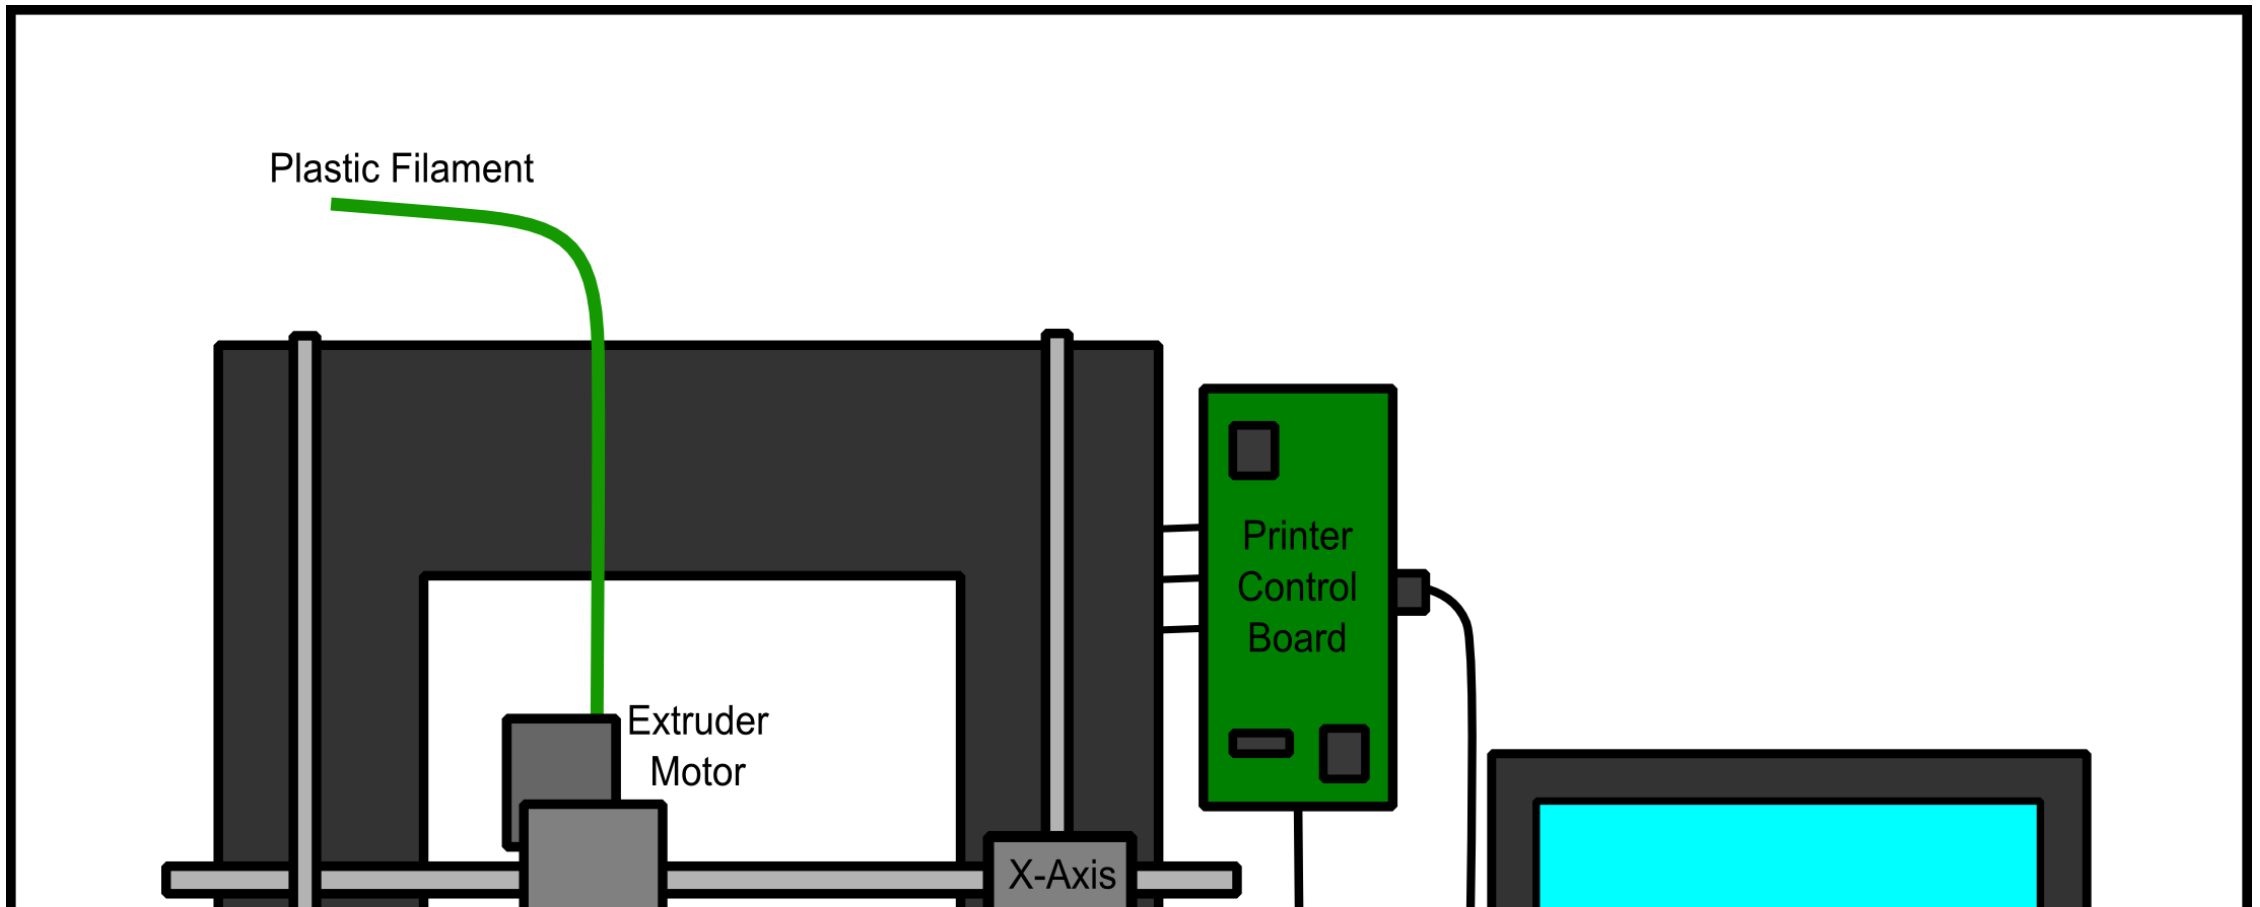 Plastic Filament
Printer
Control
Board
Extruder
Motor
X-Axis